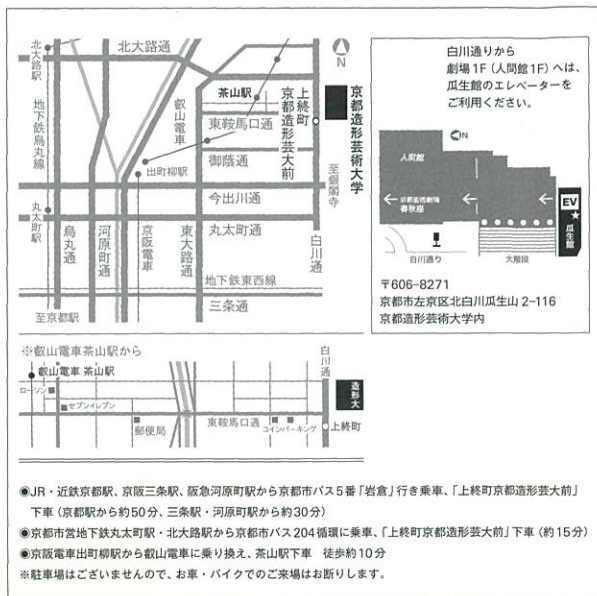 北大路駅
北大路通
N
京都造形芸術大学
茶山駅
上終町
京都造形芸大前
地下鉄烏丸線
叡山電車
東鞍馬口通
御蔭通
出町柳駅
至銀閣寺
今出川通
丸太町駅
丸太町通
烏丸通
河原町通
京阪電車
東大路通
白川通
地下鉄東西線
三条通
至京都駅
白川通りから
劇場1F(人間館1F)へは、
瓜生館のエレベーターを
ご利用ください。
N
人間館
京都芸術劇場
春秋座
EV
瓜生館
白川通り
大階段
〒606-8271
京都市左京区北白川瓜生山 2-116
京都造形芸術大学内
※叡山電車茶山駅から
叡山電車 茶山駅
白川通
ローソン
セブンイレブン
造形大
東鞍馬口通
郵便局
コインパーキング
上終町
◉JR・近鉄京都駅、京阪三条駅、阪急河原町駅から京都市バス5番「岩倉」行き乗車、「上終町京都造形芸大前」
下車(京都駅から約50分、三条駅・河原町駅から約30分)
◉京都市営地下鉄丸太町駅・北大路駅から京都市バス204循環に乗車、「上終町京都造形芸大前」下車(約15分)
◉京阪電車出町柳駅から叡山電車に乗り換え、茶山駅下車 徒歩約10分
※駐車場はございませんので、お車・バイクでのご来場はお断りします。